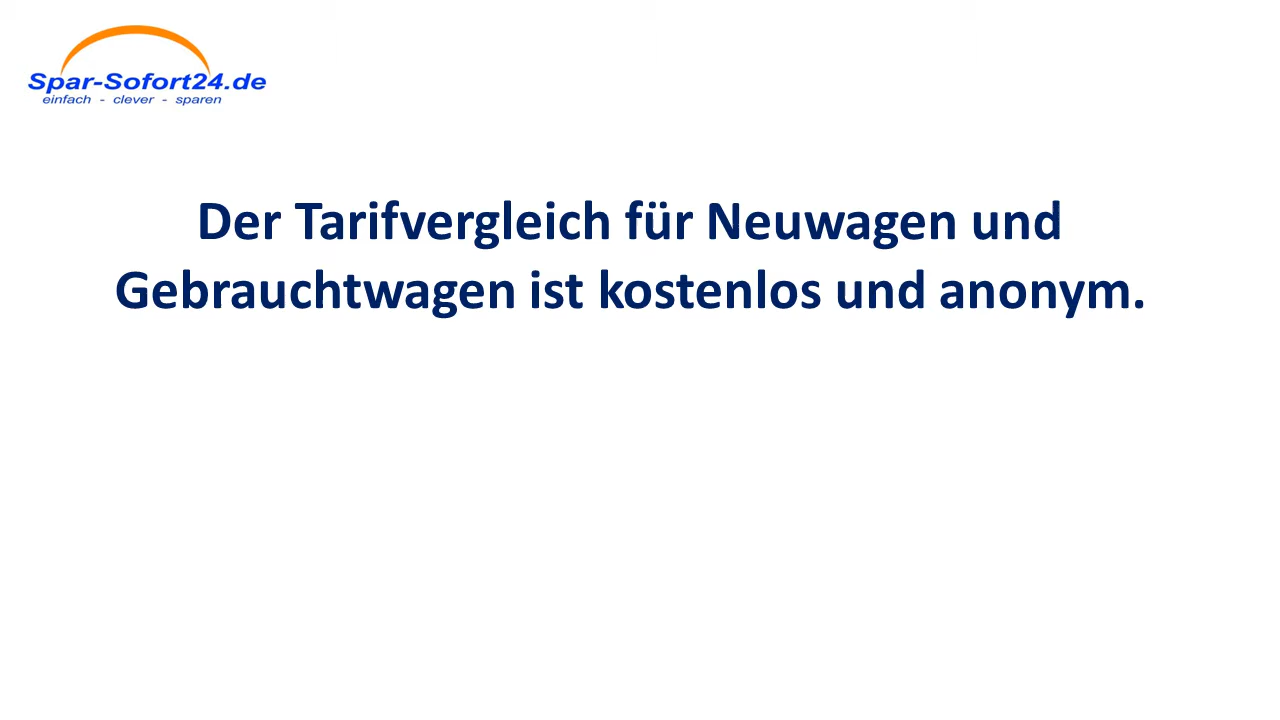 Spar-Sofort24.de
einfach - clever - sparen
Der Tarifvergleich für Neuwagen und
Gebrauchtwagen ist kostenlos und anonym.